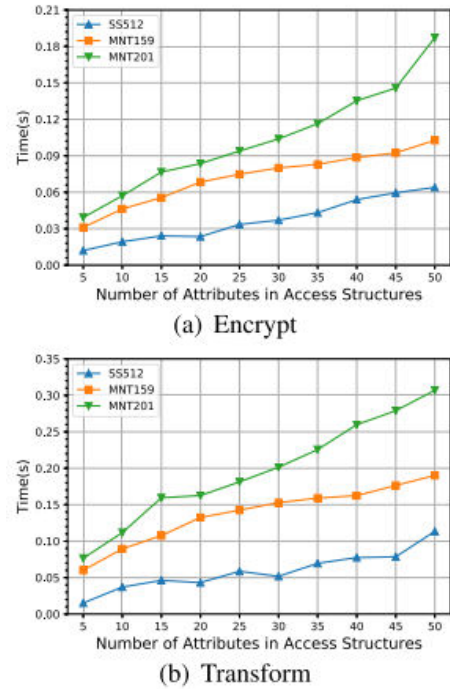 0.21
0.18
0.15
0.12
0.09
0.06
0.03
0.00
Time(s)
SS512
MNT159
MNT201
5 10 15 20 25 30 35 40 45 50
Number of Attributes in Access Structures
(a) Encrypt
0.35
0.30
0.25
0.20
0.15
0.10
0.05
0.00
Time(s)
SS512
MNT159
MNT201
5 10 15 20 25 30 35 40 45 50
Number of Attributes in Access Structures
(b) Transform